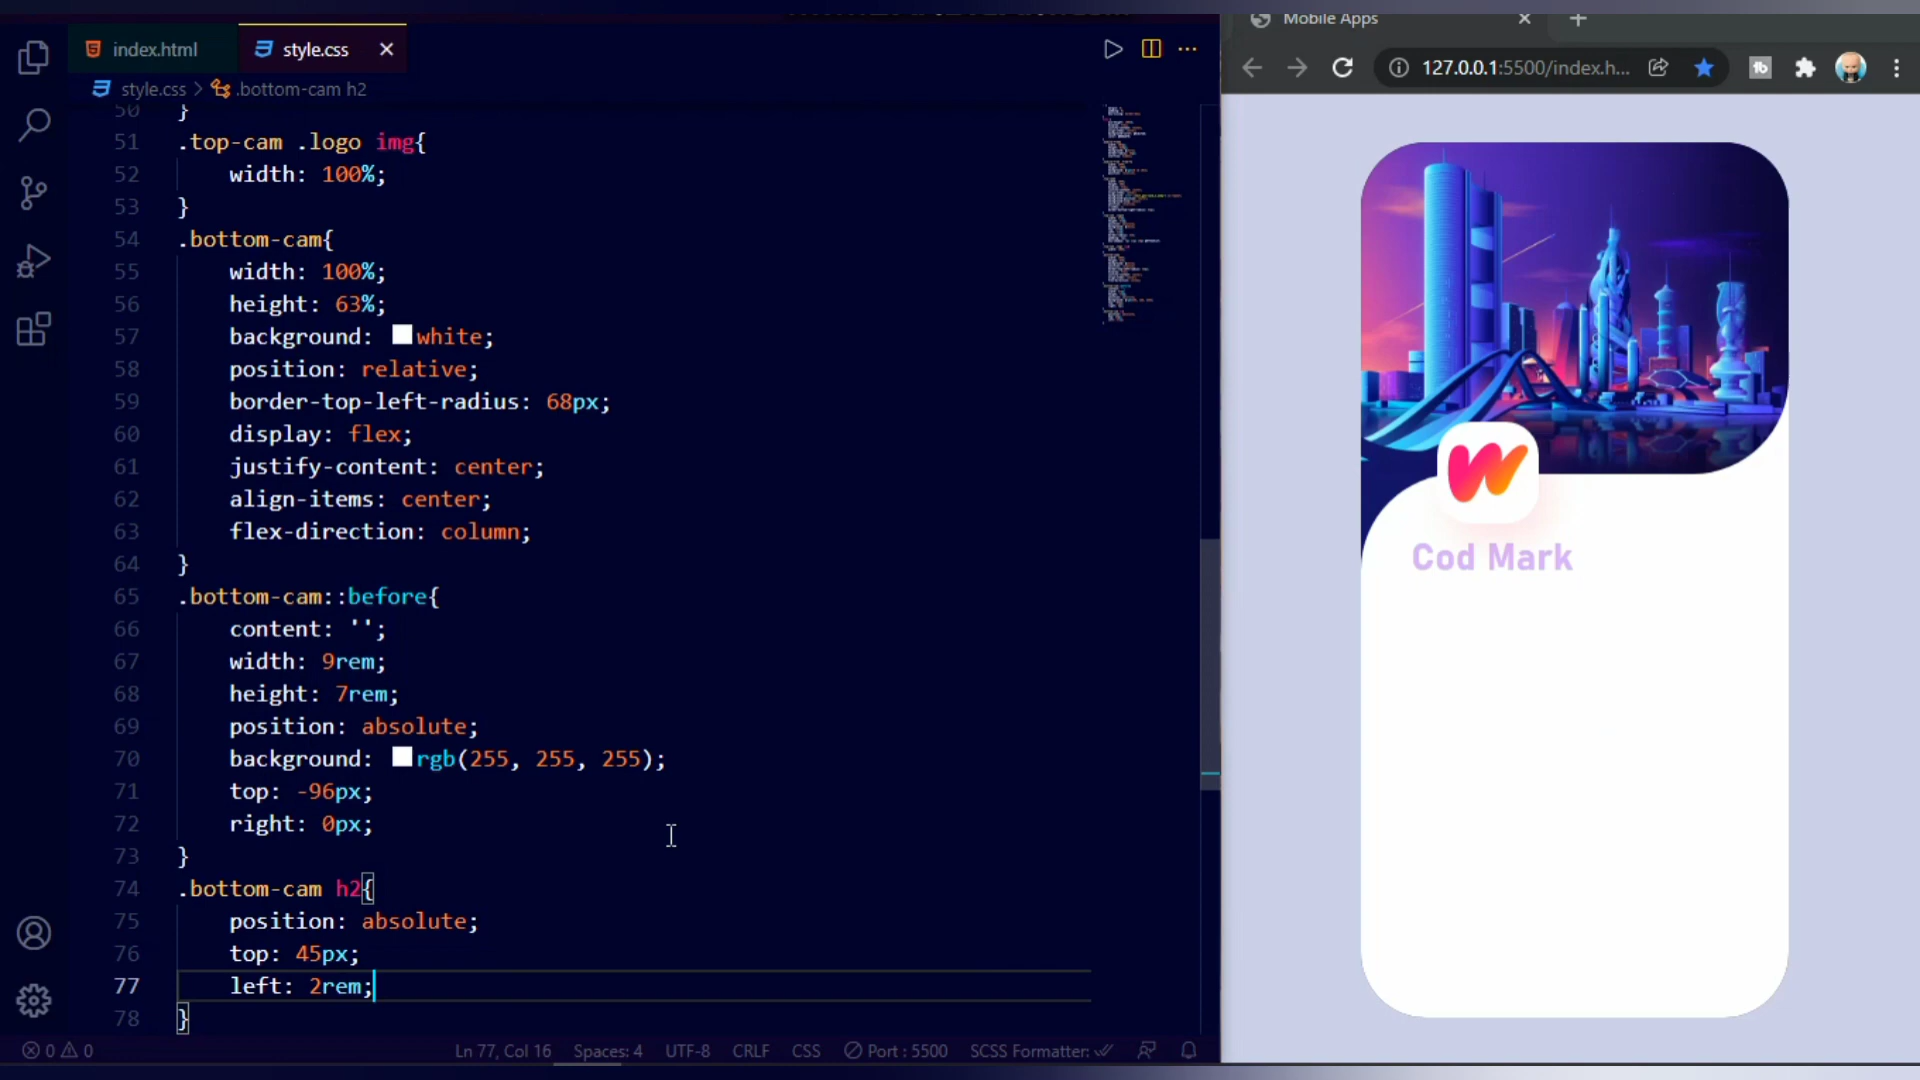 index.html
style.css
style.css > .bottom-cam h2
50 }
51 .top-cam .logo img{
52 width: 100%;
53 }
54 .bottom-cam{
55 width: 100%;
56 height: 63%;
57 background: white;
58 position: relative;
59 border-top-left-radius: 68px;
60 display: flex;
61 justify-content: center;
62 align-items: center;
63 flex-direction: column;
64 }
65 .bottom-cam::before{
66 content: '';
67 width: 9rem;
68 height: 7rem;
69 position: absolute;
70 background: rgb(255, 255, 255);
71 top: -96px;
72 right: 0px;
73 }
74 .bottom-cam h2{
75 position: absolute;
76 top: 45px;
77 left: 2rem;
78 }
0 0 Ln 77, Col 16 Spaces: 4 UTF-8 CRLF CSS Port : 5500 SCSS Formatter:
Mobile Apps
127.0.0.1:5500/index.h...
Cod Mark